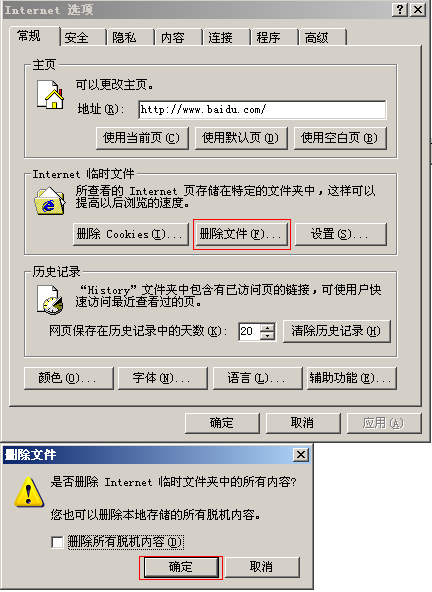 Internet 选项
常规 安全 隐私 内容 连接 程序 高级
主页
可以更改主页。
地址(R): http://www.baidu.com/
使用当前页(C) 使用默认页(D) 使用空白页(B)
Internet 临时文件
所查看的 Internet 页存储在特定的文件夹中，这样可以
提高以后浏览的速度。
删除 Cookies(I)... 删除文件(F)... 设置(S)...
历史记录
“History”文件夹中包含有已访问页的链接，可使用户快
速访问最近查看过的页。
网页保存在历史记录中的天数(K): 20 清除历史记录(H)
颜色(O)... 字体(N)... 语言(L)... 辅助功能(E)...
确定 取消 应用(A)
删除文件
是否删除 Internet 临时文件夹中的所有内容?
您也可以删除本地存储的所有脱机内容。
删除所有脱机内容(D)
确定 取消